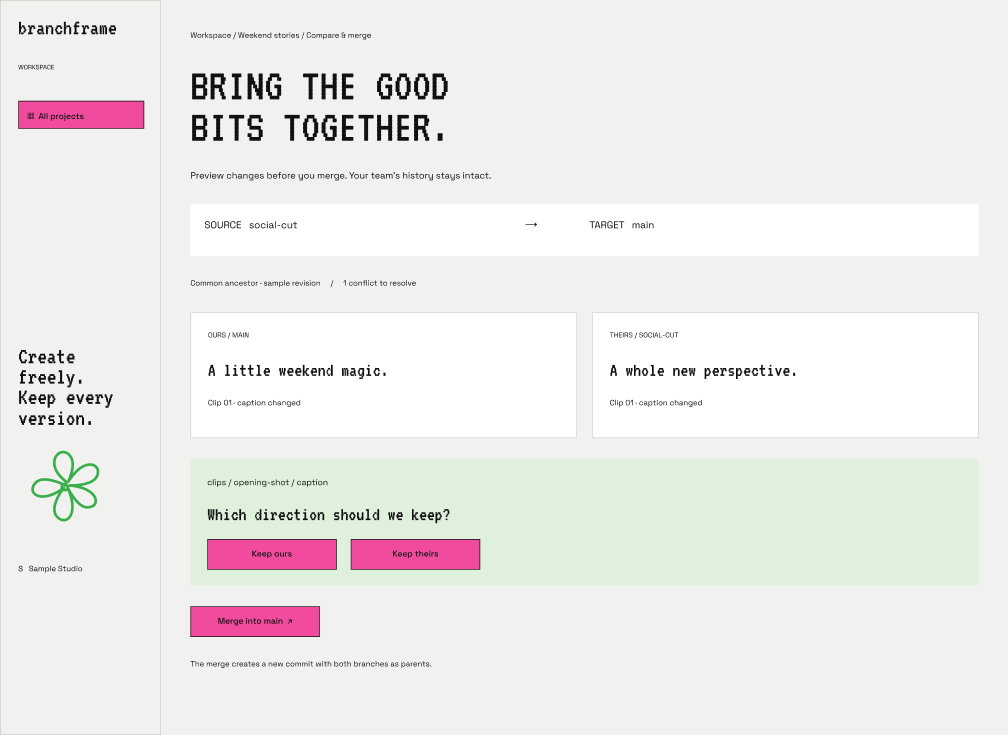 branchframe
WORKSPACE
All projects
Create
freely.
Keep every
version.
S Sample Studio
Workspace / Weekend stories / Compare & merge
BRING THE GOOD
BITS TOGETHER.
Preview changes before you merge. Your team's history stays intact.
SOURCE social-cut → TARGET main
Common ancestor · sample revision / 1 conflict to resolve
OURS / MAIN
A little weekend magic.
Clip 01 · caption changed
THEIRS / SOCIAL-CUT
A whole new perspective.
Clip 01 · caption changed
clips / opening-shot / caption
Which direction should we keep?
Keep ours
Keep theirs
Merge into main ↗
The merge creates a new commit with both branches as parents.